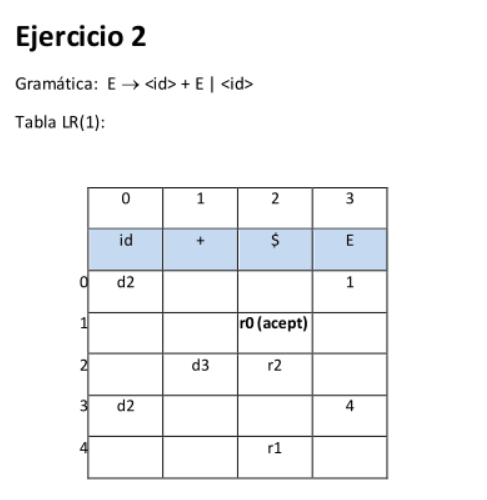 Ejercicio 2
Gramática: E → <id> + E | <id>
Tabla LR(1):
0 1 2 3
id + $ E
0 d2 1
1 r0 (acept)
2 d3 r2
3 d2 4
4 r1